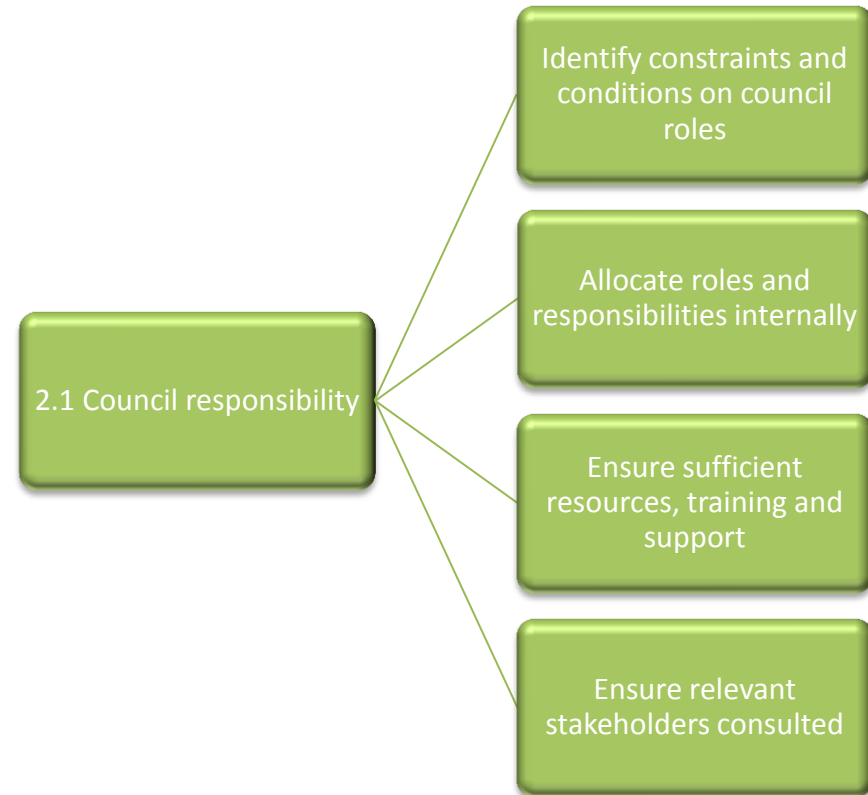 Identify constraints and
conditions on council
roles
Allocate roles and
responsibilities internally
2.1 Council responsibility
Ensure sufficient
resources, training and
support
Ensure relevant
stakeholders consulted